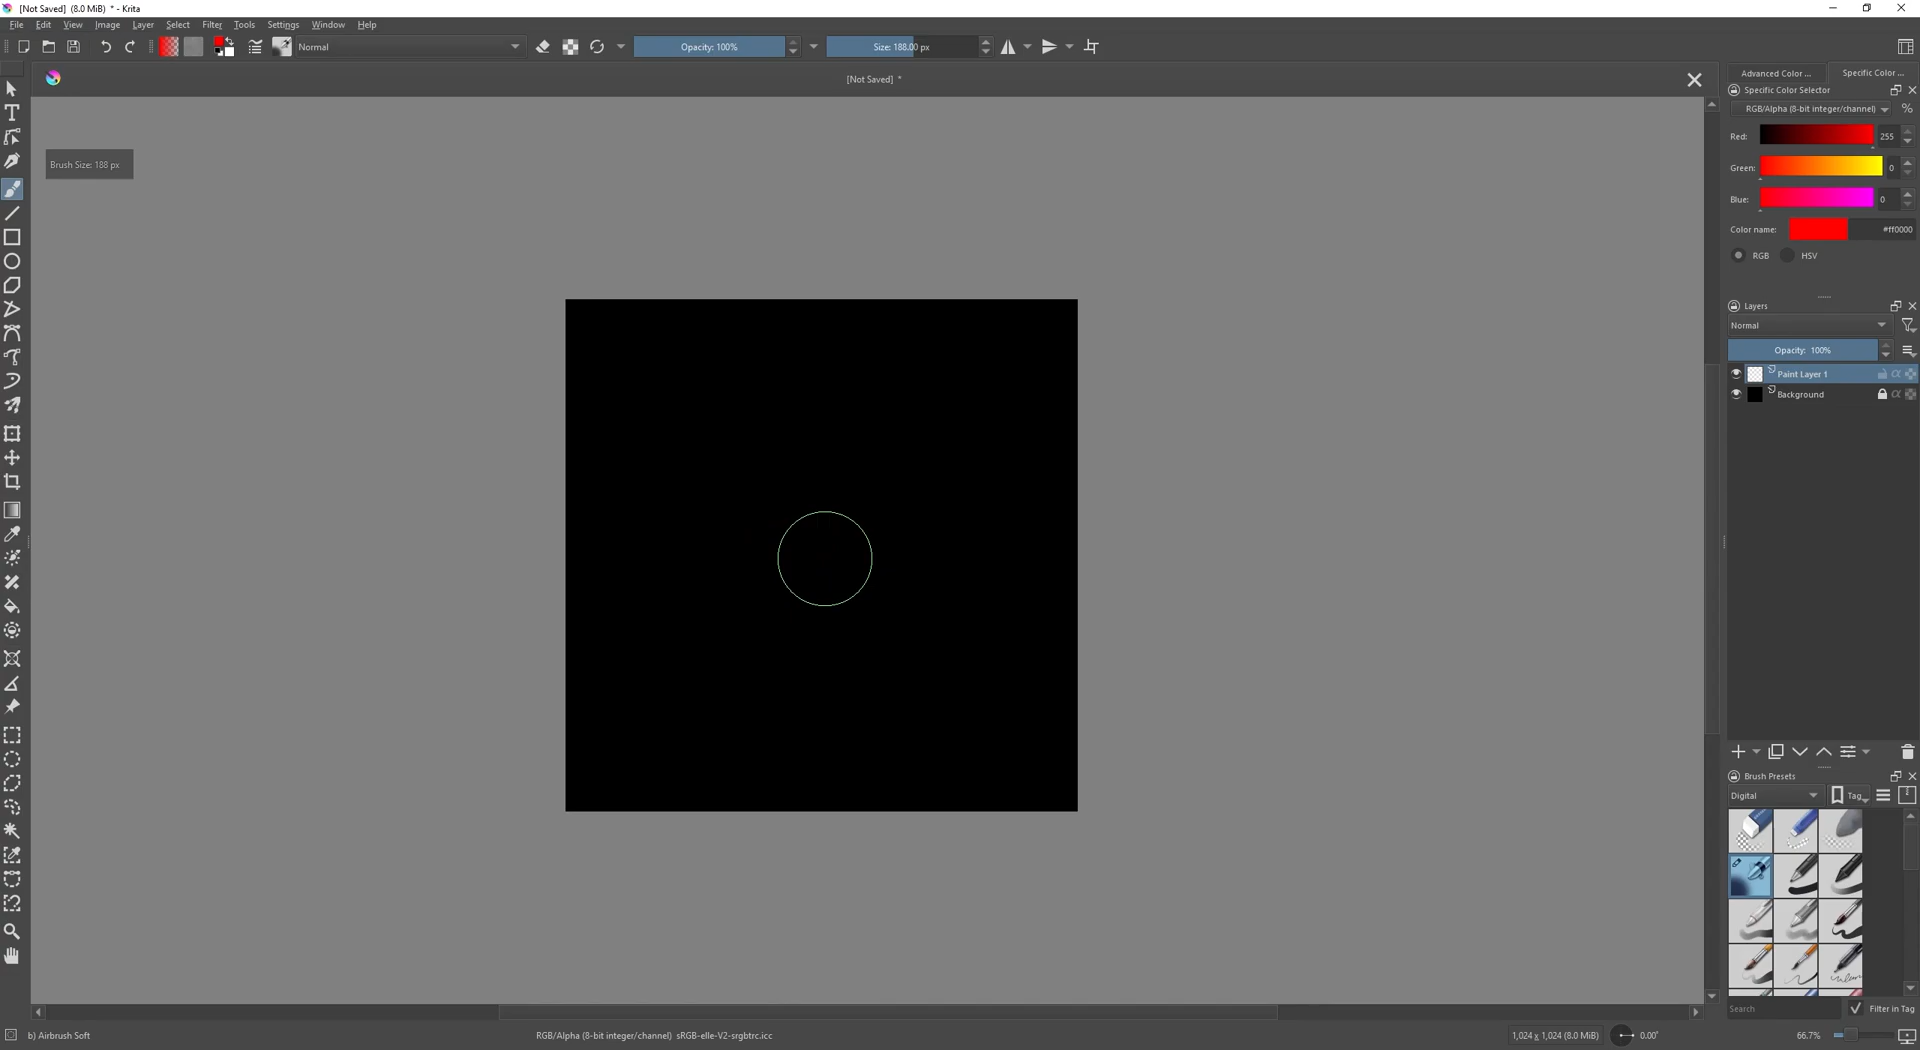 [Not Saved]  (8.0 MiB)  * - Krita
File Edit View Image Layer Select Filter Tools Settings Window Help
Normal Opacity: 100% Size: 188.00 px
[Not Saved]  *
Advanced Color ... Specific Color ...
Specific Color Selector
RGB/Alpha (8-bit integer/channel) %
Brush Size: 188 px
Red: 255
Green: 0
Blue: 0
Color name: #ff0000
RGB HSV
Layers
Normal
Opacity:  100%
Paint Layer 1
Background
Brush Presets
Digital Tag
Search Filter in Tag
b) Airbrush Soft RGB/Alpha (8-bit integer/channel)  sRGB-elle-V2-srgbtrc.icc 1,024 x 1,024 (8.0 MiB) 0.00° 66.7%